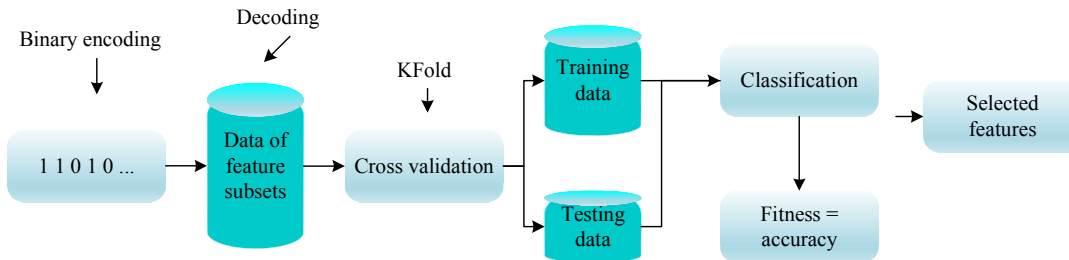 Binary encoding
Decoding
KFold
1 1 0 1 0 ...
Data of
feature
subsets
Cross validation
Training
data
Testing
data
Classification
Fitness =
accuracy
Selected
features